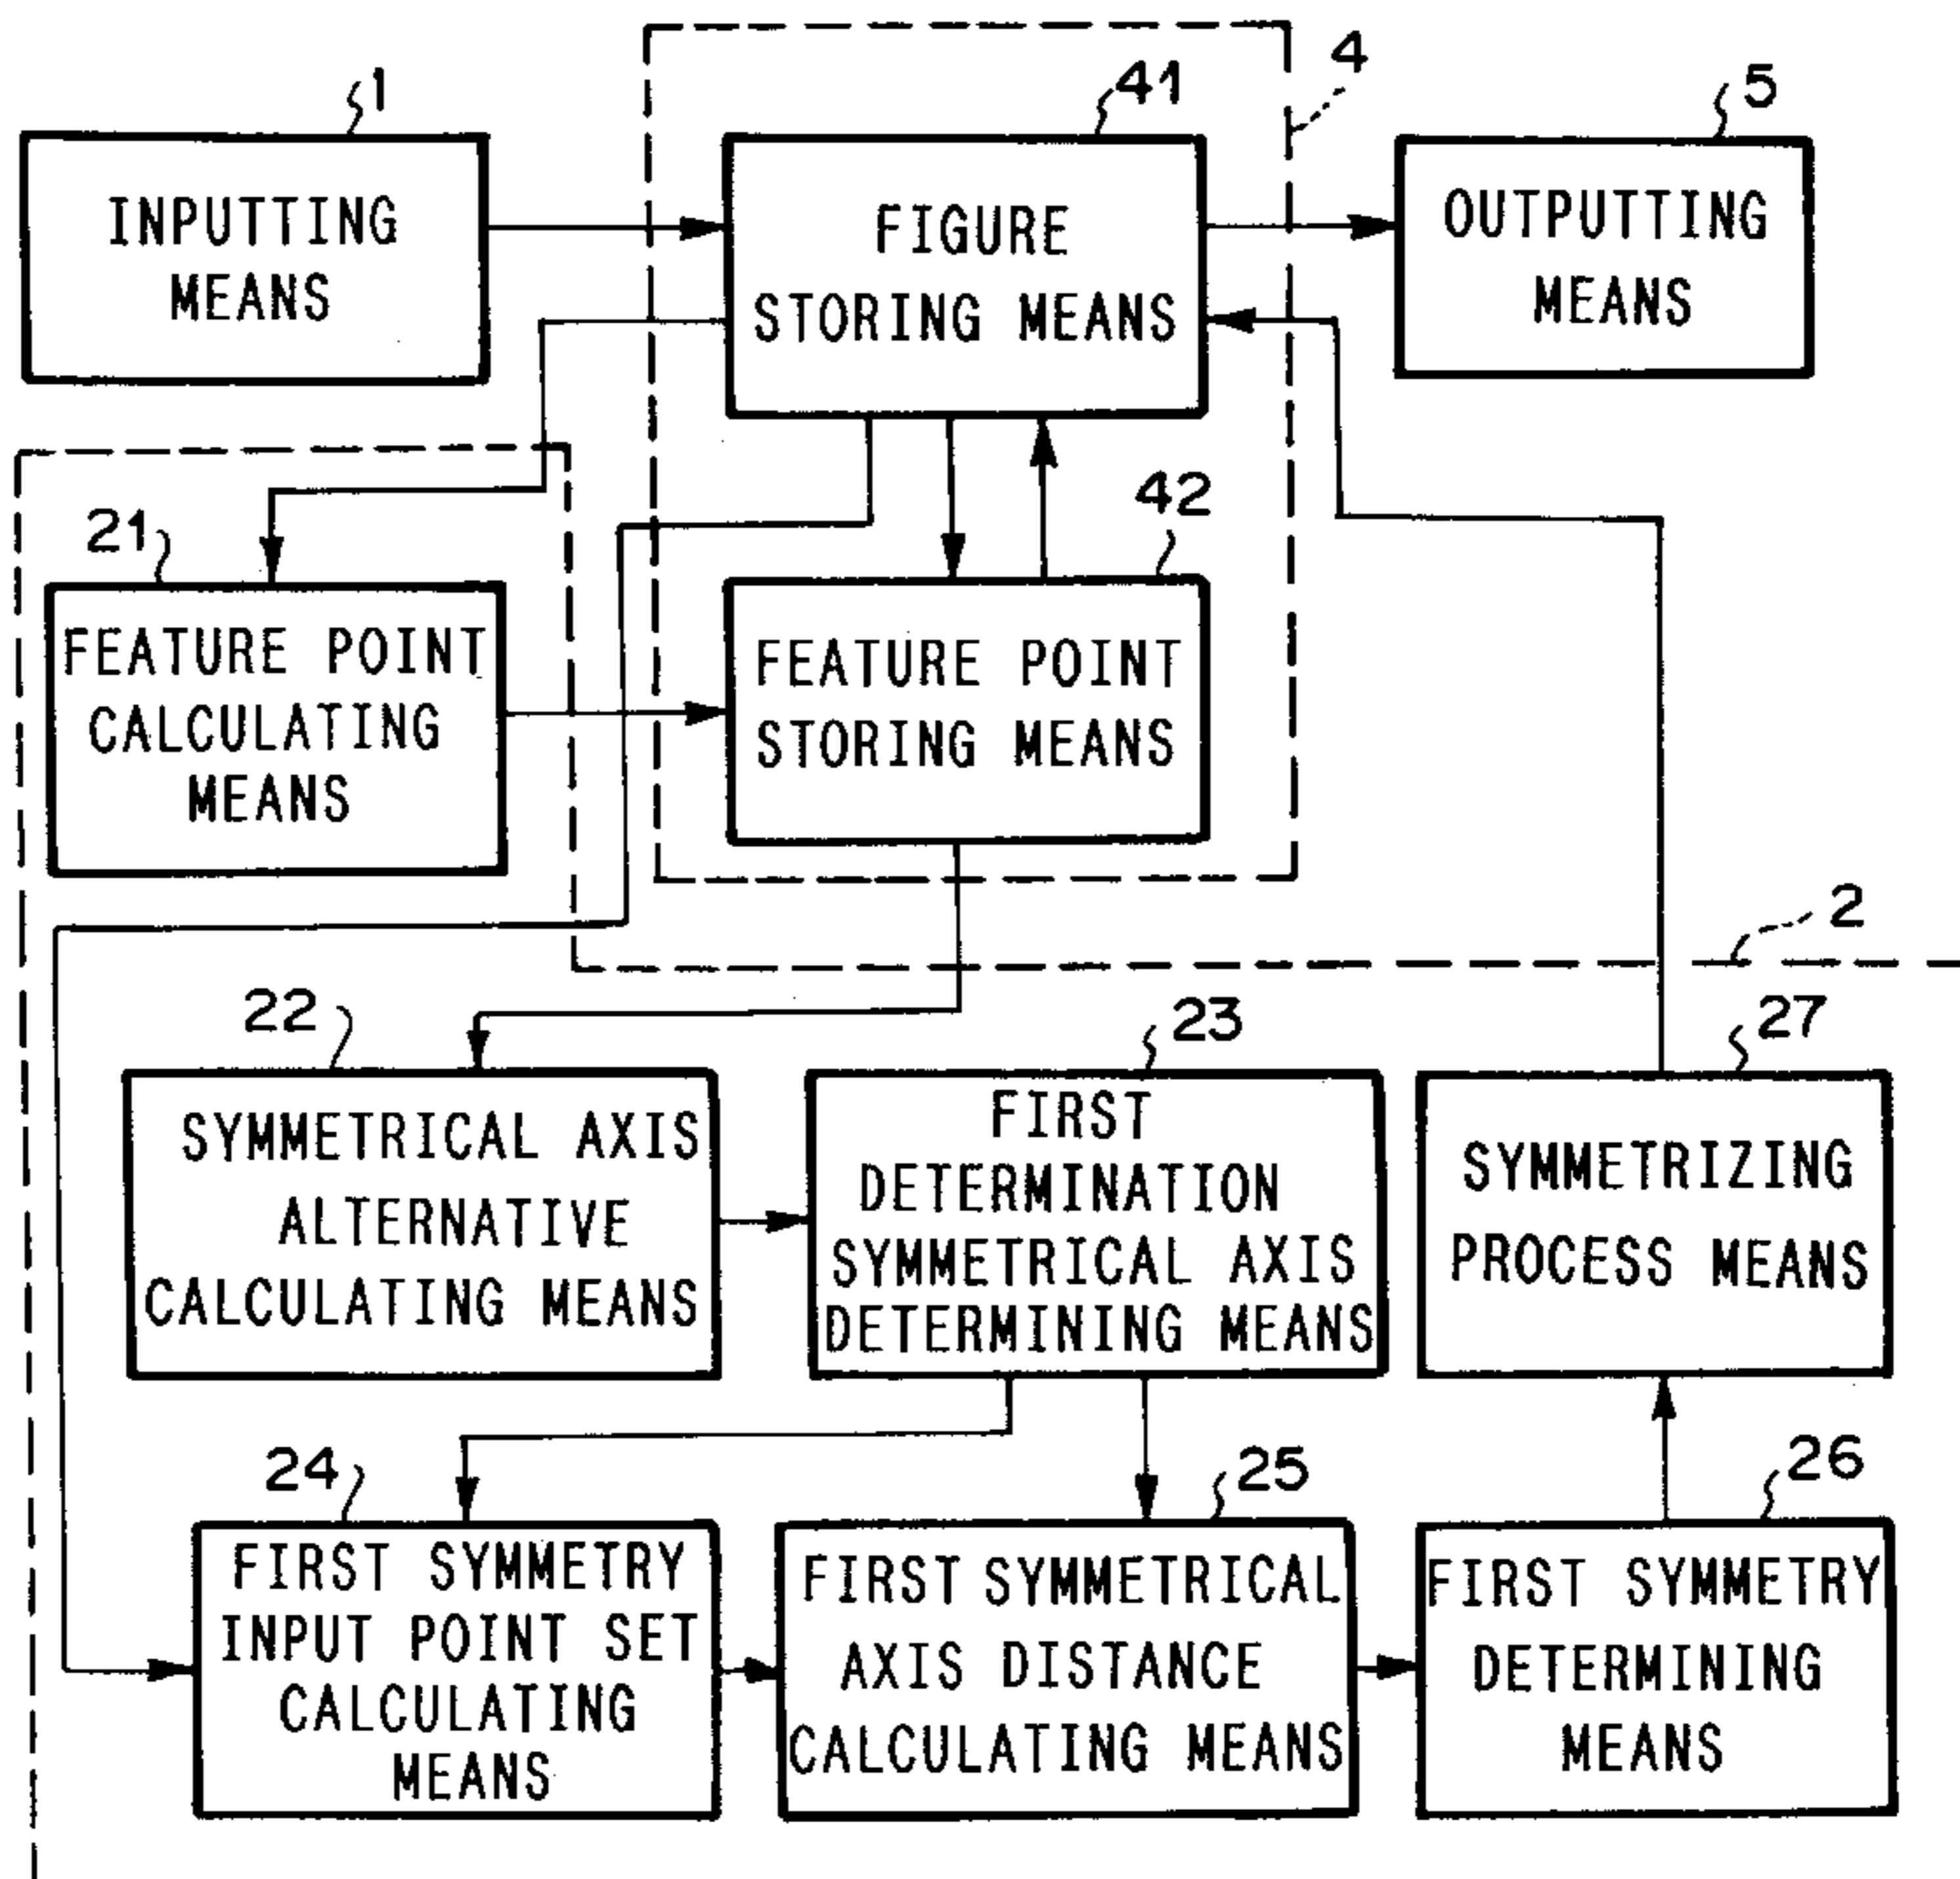 1
INPUTTING
MEANS
4
41
FIGURE
STORING MEANS
5
OUTPUTTING
MEANS
21
FEATURE POINT
CALCULATING
MEANS
42
FEATURE POINT
STORING MEANS
2
22
SYMMETRICAL AXIS
ALTERNATIVE
CALCULATING MEANS
23
FIRST
DETERMINATION
SYMMETRICAL AXIS
DETERMINING MEANS
27
SYMMETRIZING
PROCESS MEANS
24
FIRST SYMMETRY
INPUT POINT SET
CALCULATING
MEANS
25
FIRST SYMMETRICAL
AXIS DISTANCE
CALCULATING MEANS
26
FIRST SYMMETRY
DETERMINING
MEANS